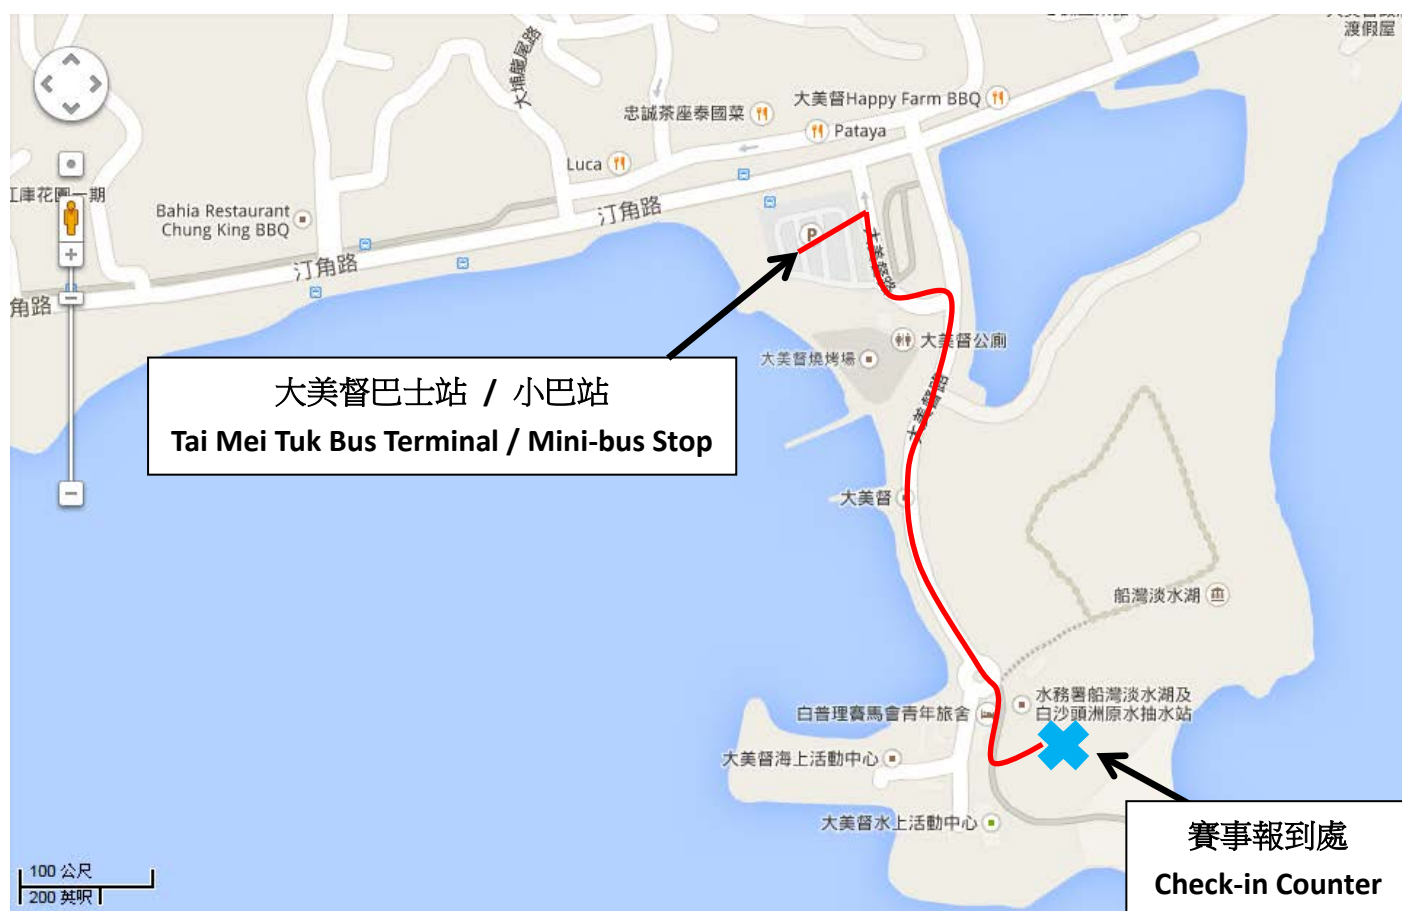 渡假屋
大埔龍尾路
大美督Happy Farm BBQ
忠誠茶座泰國菜
Pataya
Luca
花園一期
Bahia Restaurant
Chung King BBQ
汀角路
汀角路
角路
P
大美督路
大美督公廁
大美督燒烤場
大美督巴士站 / 小巴站
Tai Mei Tuk Bus Terminal / Mini-bus Stop
大美督路
大美督
船灣淡水湖
水務署船灣淡水湖及
白沙頭洲原水抽水站
白普理賽馬會青年旅舍
大美督海上活動中心
大美督水上活動中心
賽事報到處
Check-in Counter
100 公尺
200 英呎